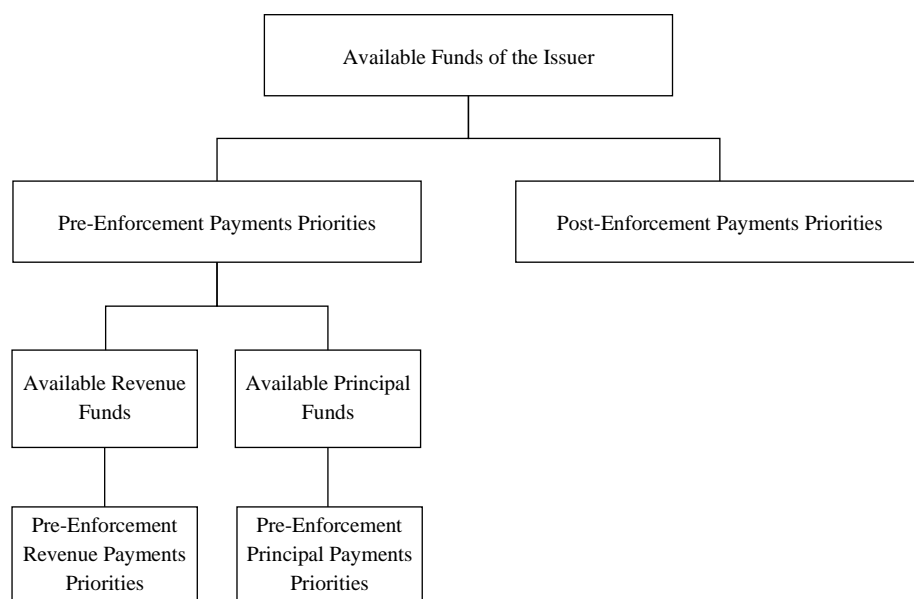 Available Funds of the Issuer
Pre-Enforcement Payments Priorities
Post-Enforcement Payments Priorities
Available Revenue
Funds
Available Principal
Funds
Pre-Enforcement
Revenue Payments
Priorities
Pre-Enforcement
Principal Payments
Priorities